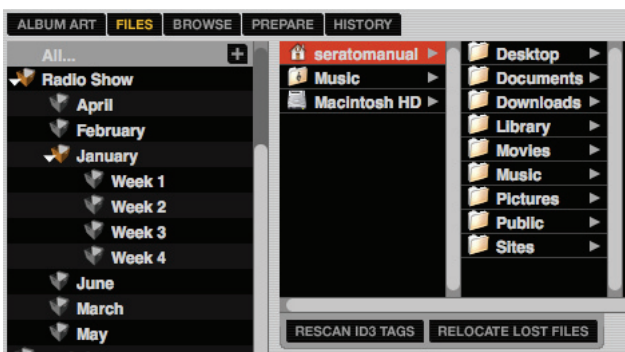 ALBUM ART FILES BROWSE PREPARE HISTORY
All...
Radio Show
April
February
January
Week 1
Week 2
Week 3
Week 4
June
March
May
seratomanual
Music
Macintosh HD
Desktop
Documents
Downloads
Library
Movies
Music
Pictures
Public
Sites
RESCAN ID3 TAGS RELOCATE LOST FILES